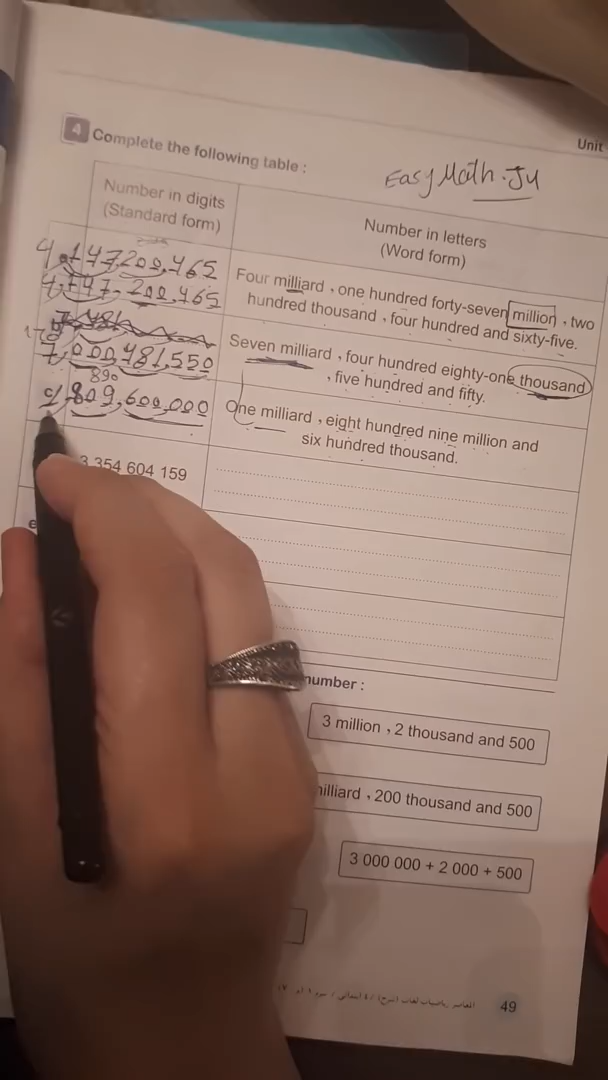 Unit
4 Complete the following table :
EasyMath.JU
Number in digits
(Standard form)
Number in letters
(Word form)
4,147,200,465
4,147,200,465
Four milliard , one hundred forty-seven million , two
hundred thousand , four hundred and sixty-five.
7,000,481,550
Seven milliard , four hundred eighty-one thousand
, five hundred and fifty.
890
809,600,000
One milliard , eight hundred nine million and
six hundred thousand.
3 354 604 159
number :
3 million , 2 thousand and 500
milliard , 200 thousand and 500
3 000 000 + 2 000 + 500
49